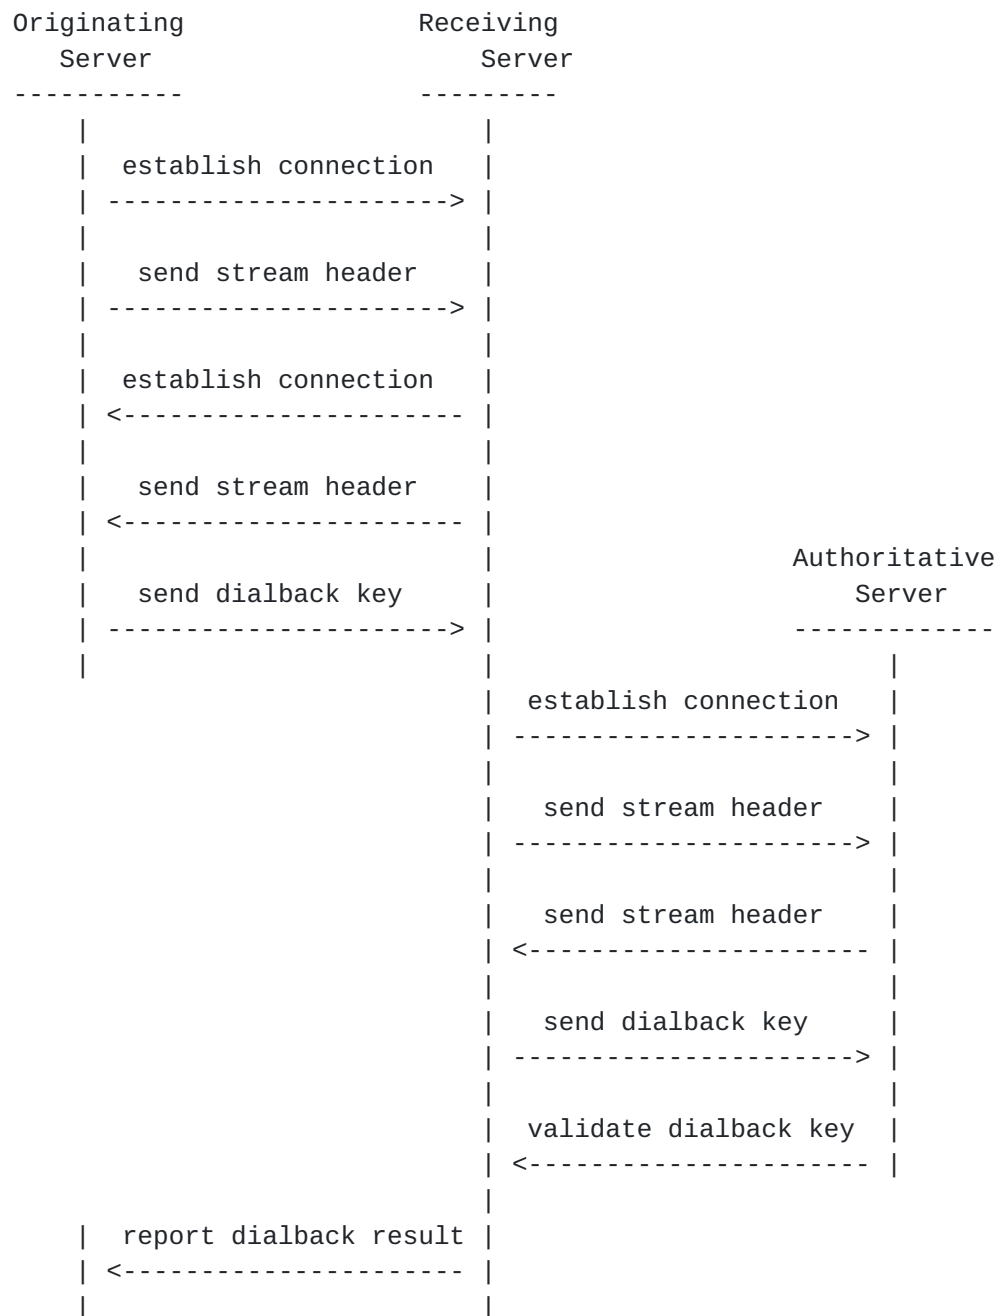 Originating                Receiving
Server                     Server
-----------               ---------
|                          |
|  establish connection    |
| ----------------------> |
|                          |
|   send stream header     |
| ----------------------> |
|                          |
|  establish connection    |
| <---------------------- |
|                          |
|   send stream header     |
| <---------------------- |
|                          |                   Authoritative
|   send dialback key      |                       Server
| ----------------------> |                   -------------
|                          |                         |
                           |  establish connection   |
                           | ----------------------> |
                           |                         |
                           |   send stream header    |
                           | ----------------------> |
                           |                         |
                           |   send stream header    |
                           | <---------------------- |
                           |                         |
                           |   send dialback key     |
                           | ----------------------> |
                           |                         |
                           |  validate dialback key  |
                           | <---------------------- |
                           |
|  report dialback result |
| <---------------------- |
|                          |